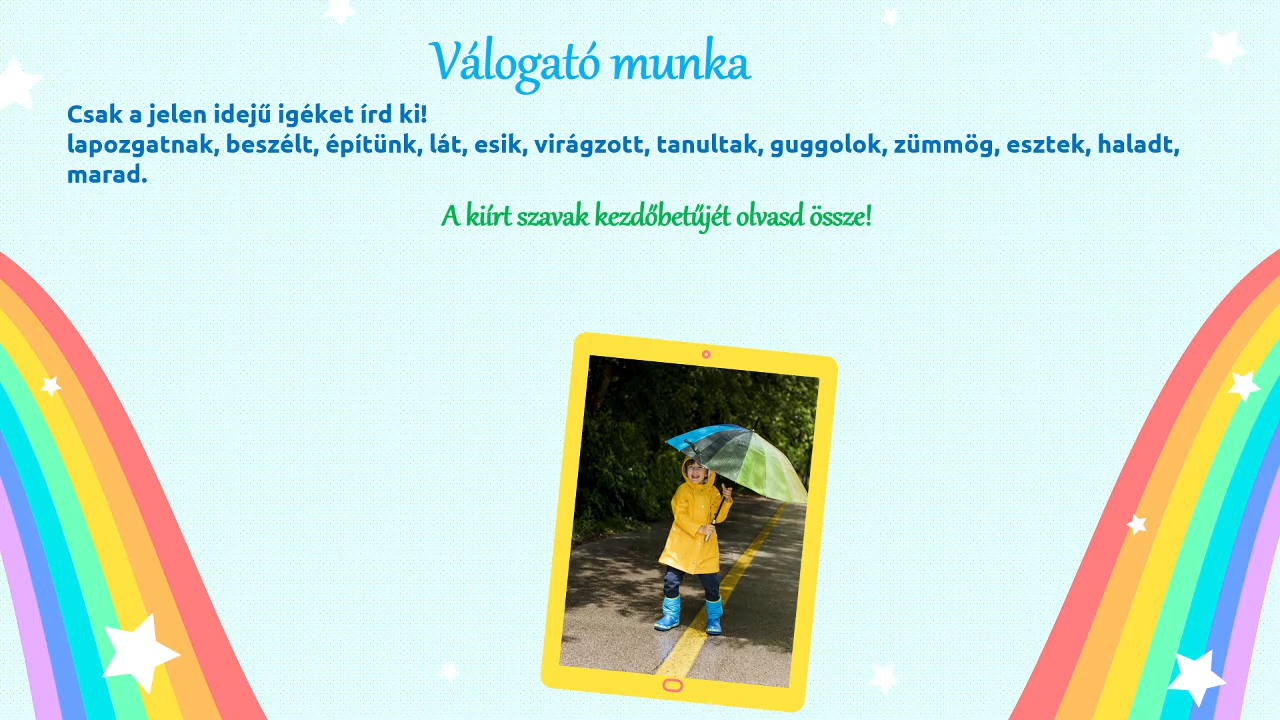 Válogató munka
Csak a jelen idejű igéket írd ki!
lapozgatnak, beszélt, építünk, lát, esik, virágzott, tanultak, guggolok, zümmög, esztek, haladt,
marad.
A kiírt szavak kezdőbetűjét olvasd össze!